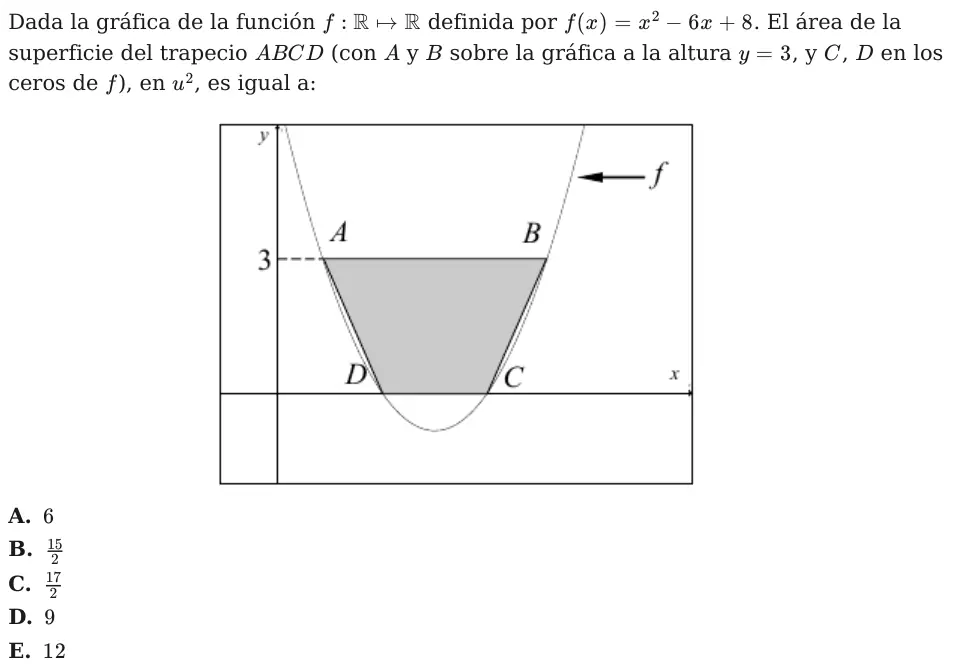 Dada la gráfica de la función f : ℝ ↦ ℝ definida por f(x) = x² − 6x + 8. El área de la
superficie del trapecio ABCD (con A y B sobre la gráfica a la altura y = 3, y C, D en los
ceros de f), en u², es igual a:
y
f
A B
3
D C x
A. 6
B. 15/2
C. 17/2
D. 9
E. 12